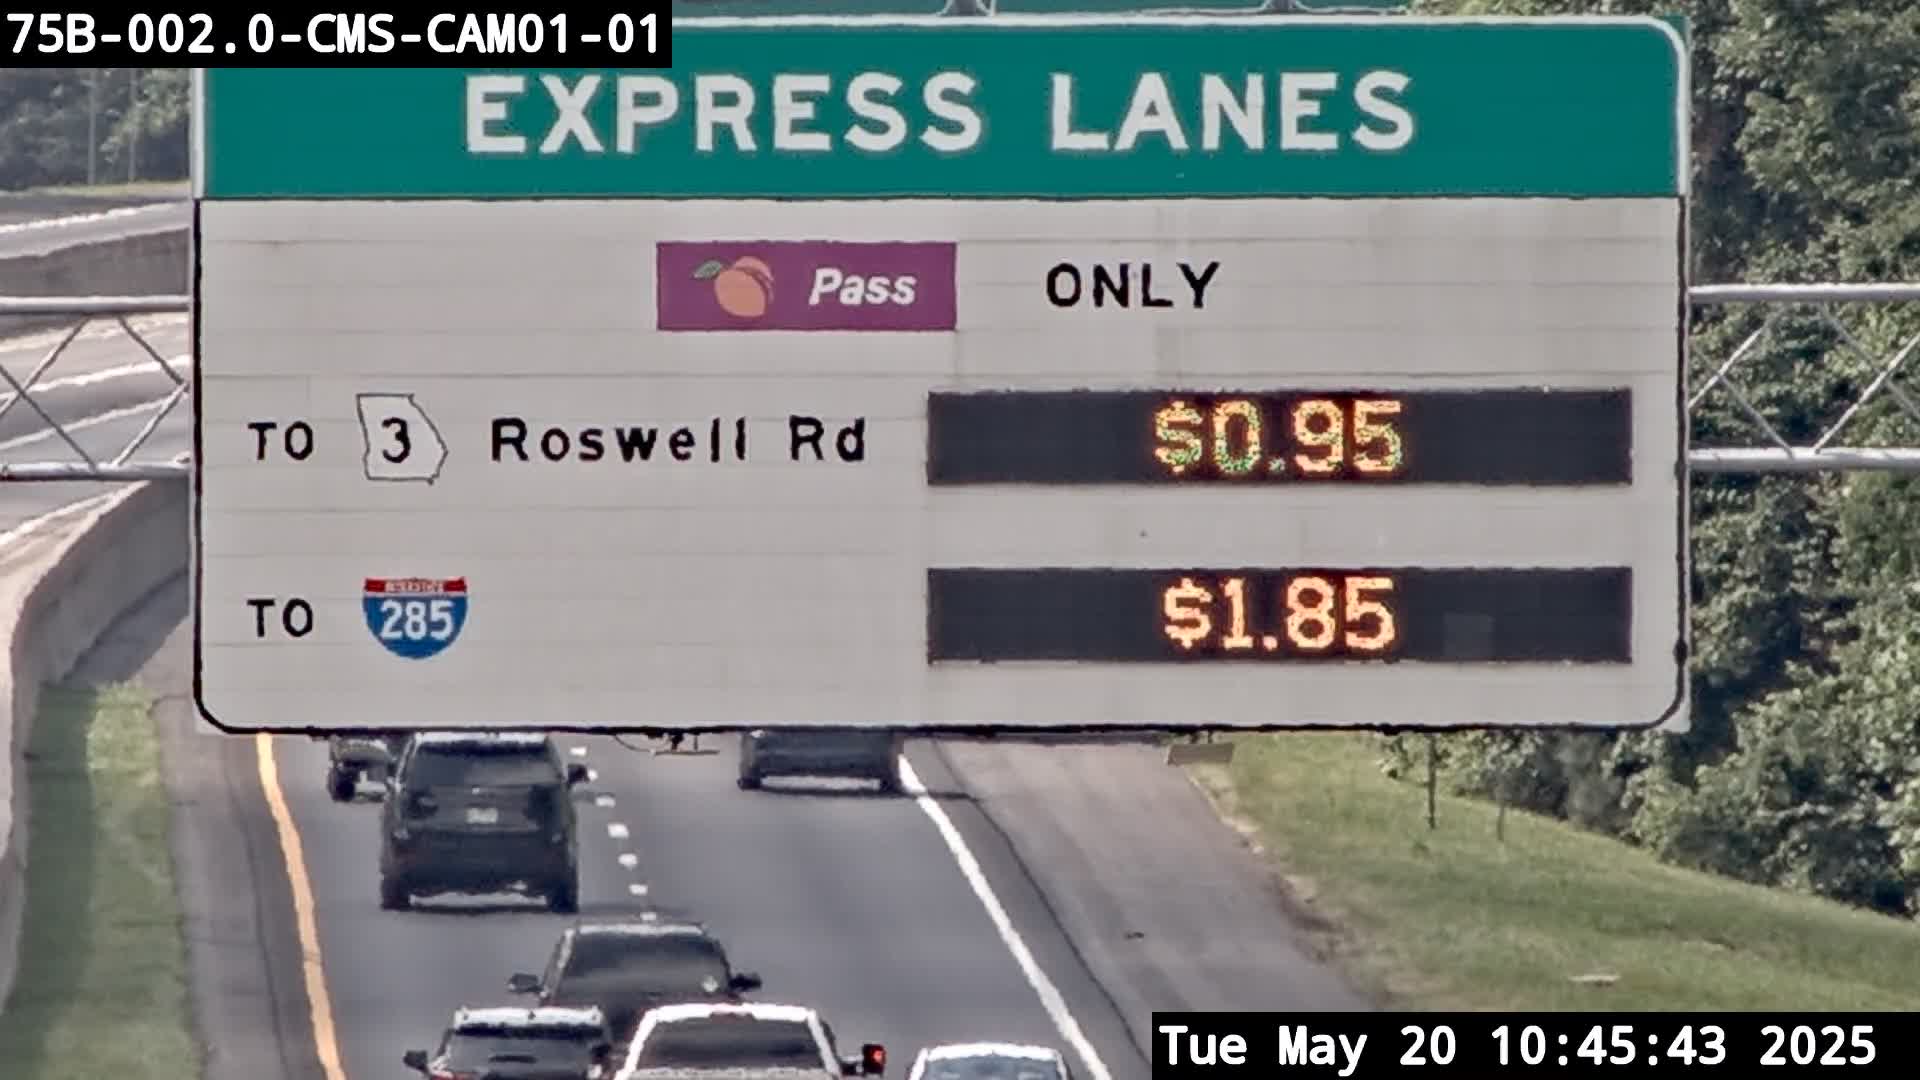 75B-002.0-CMS-CAM01-01
EXPRESS LANES
Pass ONLY
TO 3 Roswell Rd $0.95
INTERSTATE
TO 285 $1.85
Tue May 20 10:45:43 2025